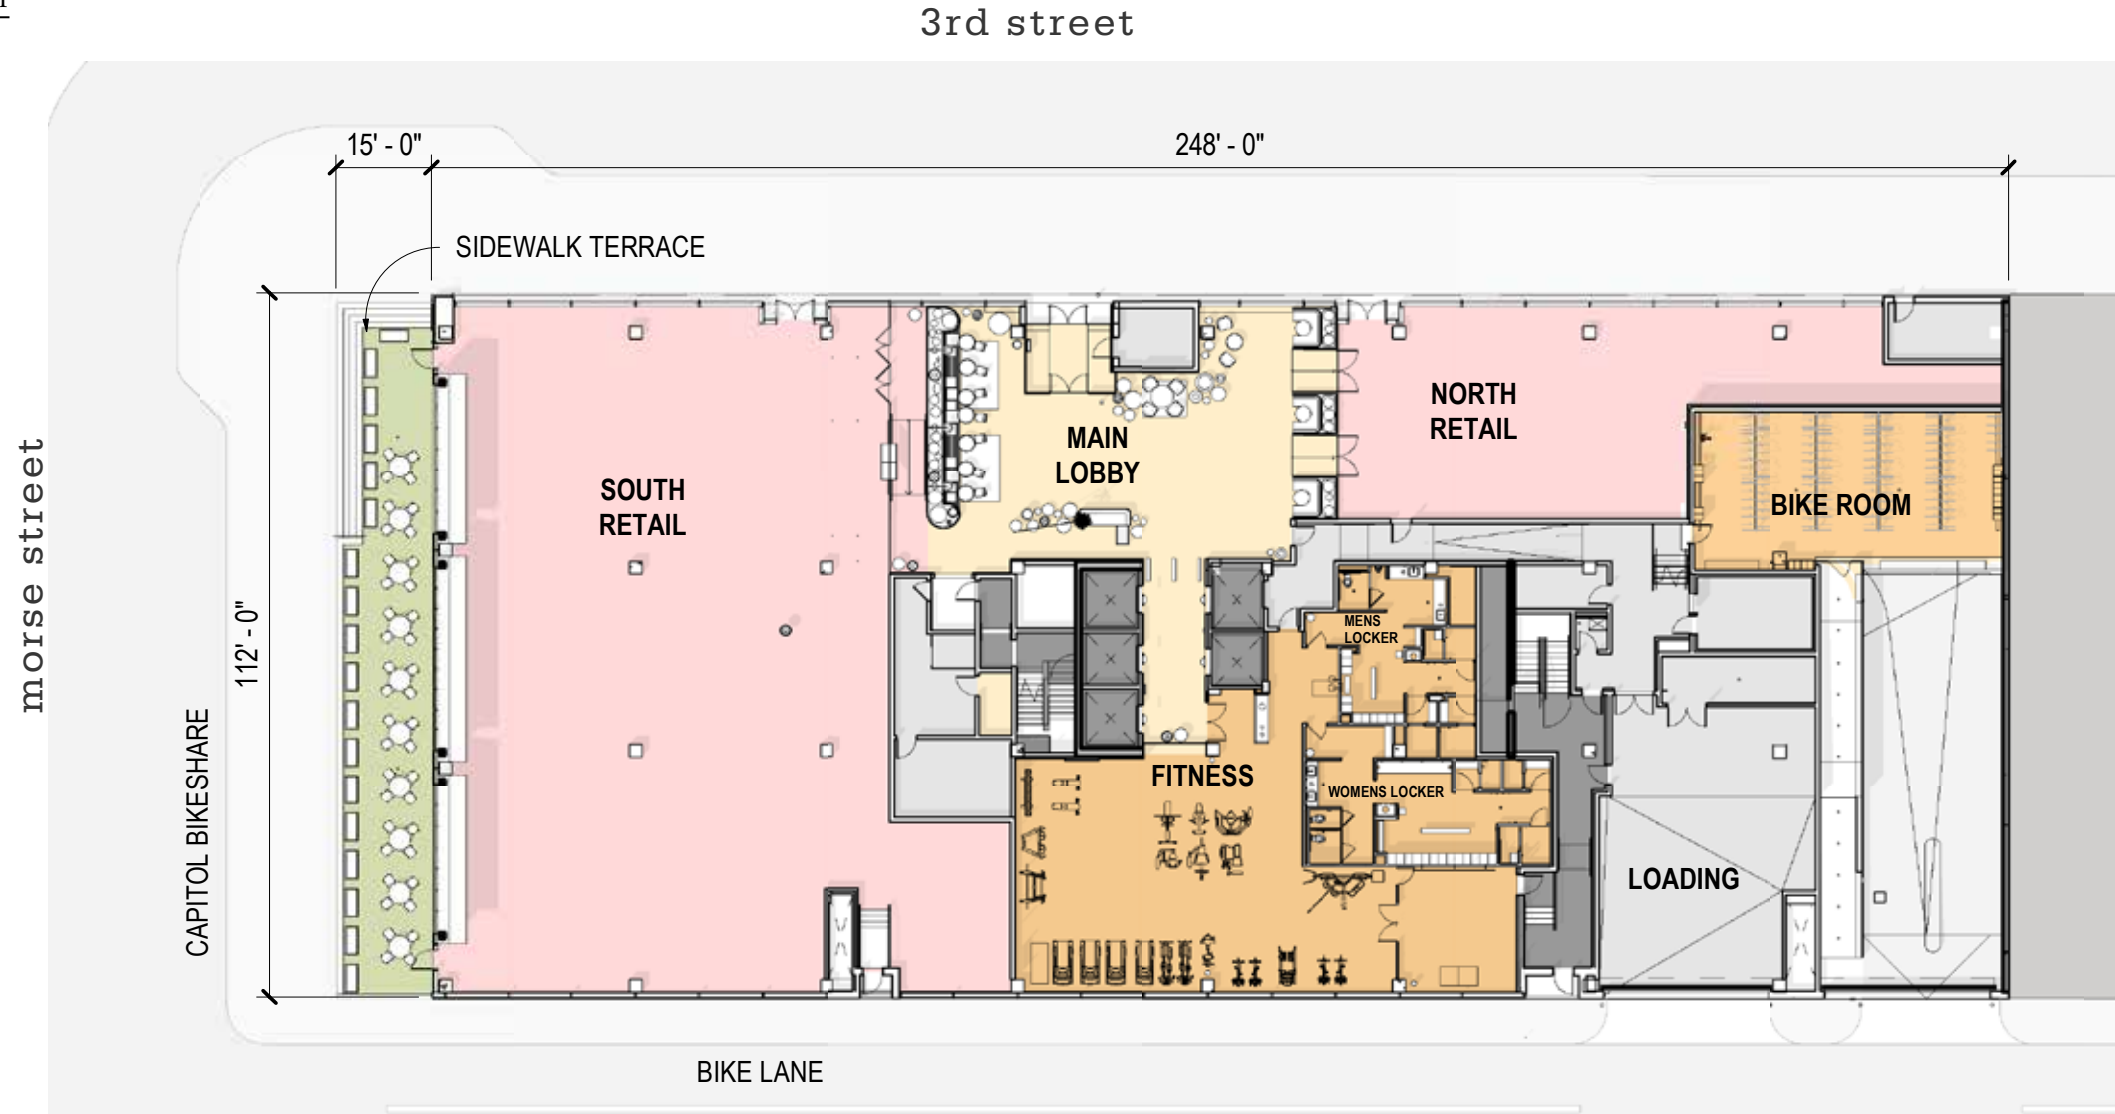 3rd street
15' - 0"
248' - 0"
SIDEWALK TERRACE
NORTH
RETAIL
MAIN
LOBBY
SOUTH
RETAIL
BIKE ROOM
morse street
112' - 0"
MENS
LOCKER
CAPITOL BIKESHARE
FITNESS
WOMENS LOCKER
LOADING
BIKE LANE